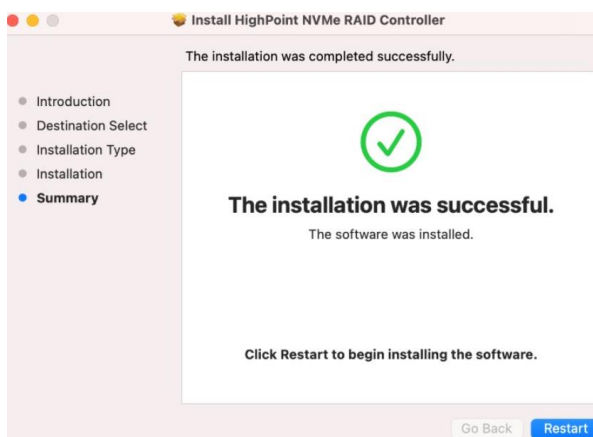 Install HighPoint NVMe RAID Controller
The installation was completed successfully.
Introduction
Destination Select
Installation Type
Installation
Summary
The installation was successful.
The software was installed.
Click Restart to begin installing the software.
Go Back
Restart